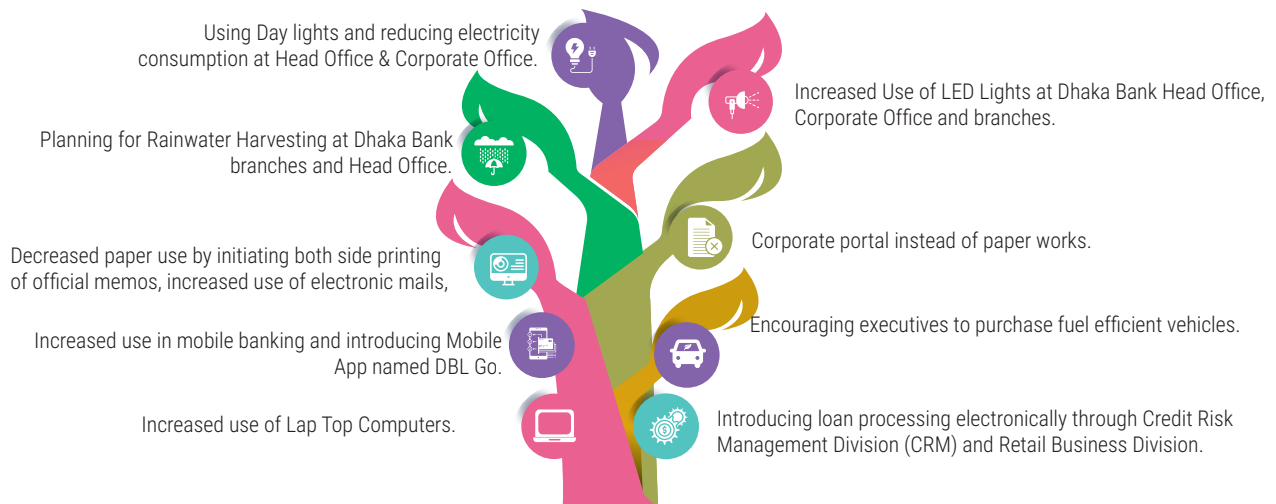 Using Day lights and reducing electricity
consumption at Head Office & Corporate Office.
Increased Use of LED Lights at Dhaka Bank Head Office,
Corporate Office and branches.
Planning for Rainwater Harvesting at Dhaka Bank
branches and Head Office.
Corporate portal instead of paper works.
Decreased paper use by initiating both side printing
of official memos, increased use of electronic mails,
Encouraging executives to purchase fuel efficient vehicles.
Increased use in mobile banking and introducing Mobile
App named DBL Go.
Increased use of Lap Top Computers.
Introducing loan processing electronically through Credit Risk
Management Division (CRM) and Retail Business Division.